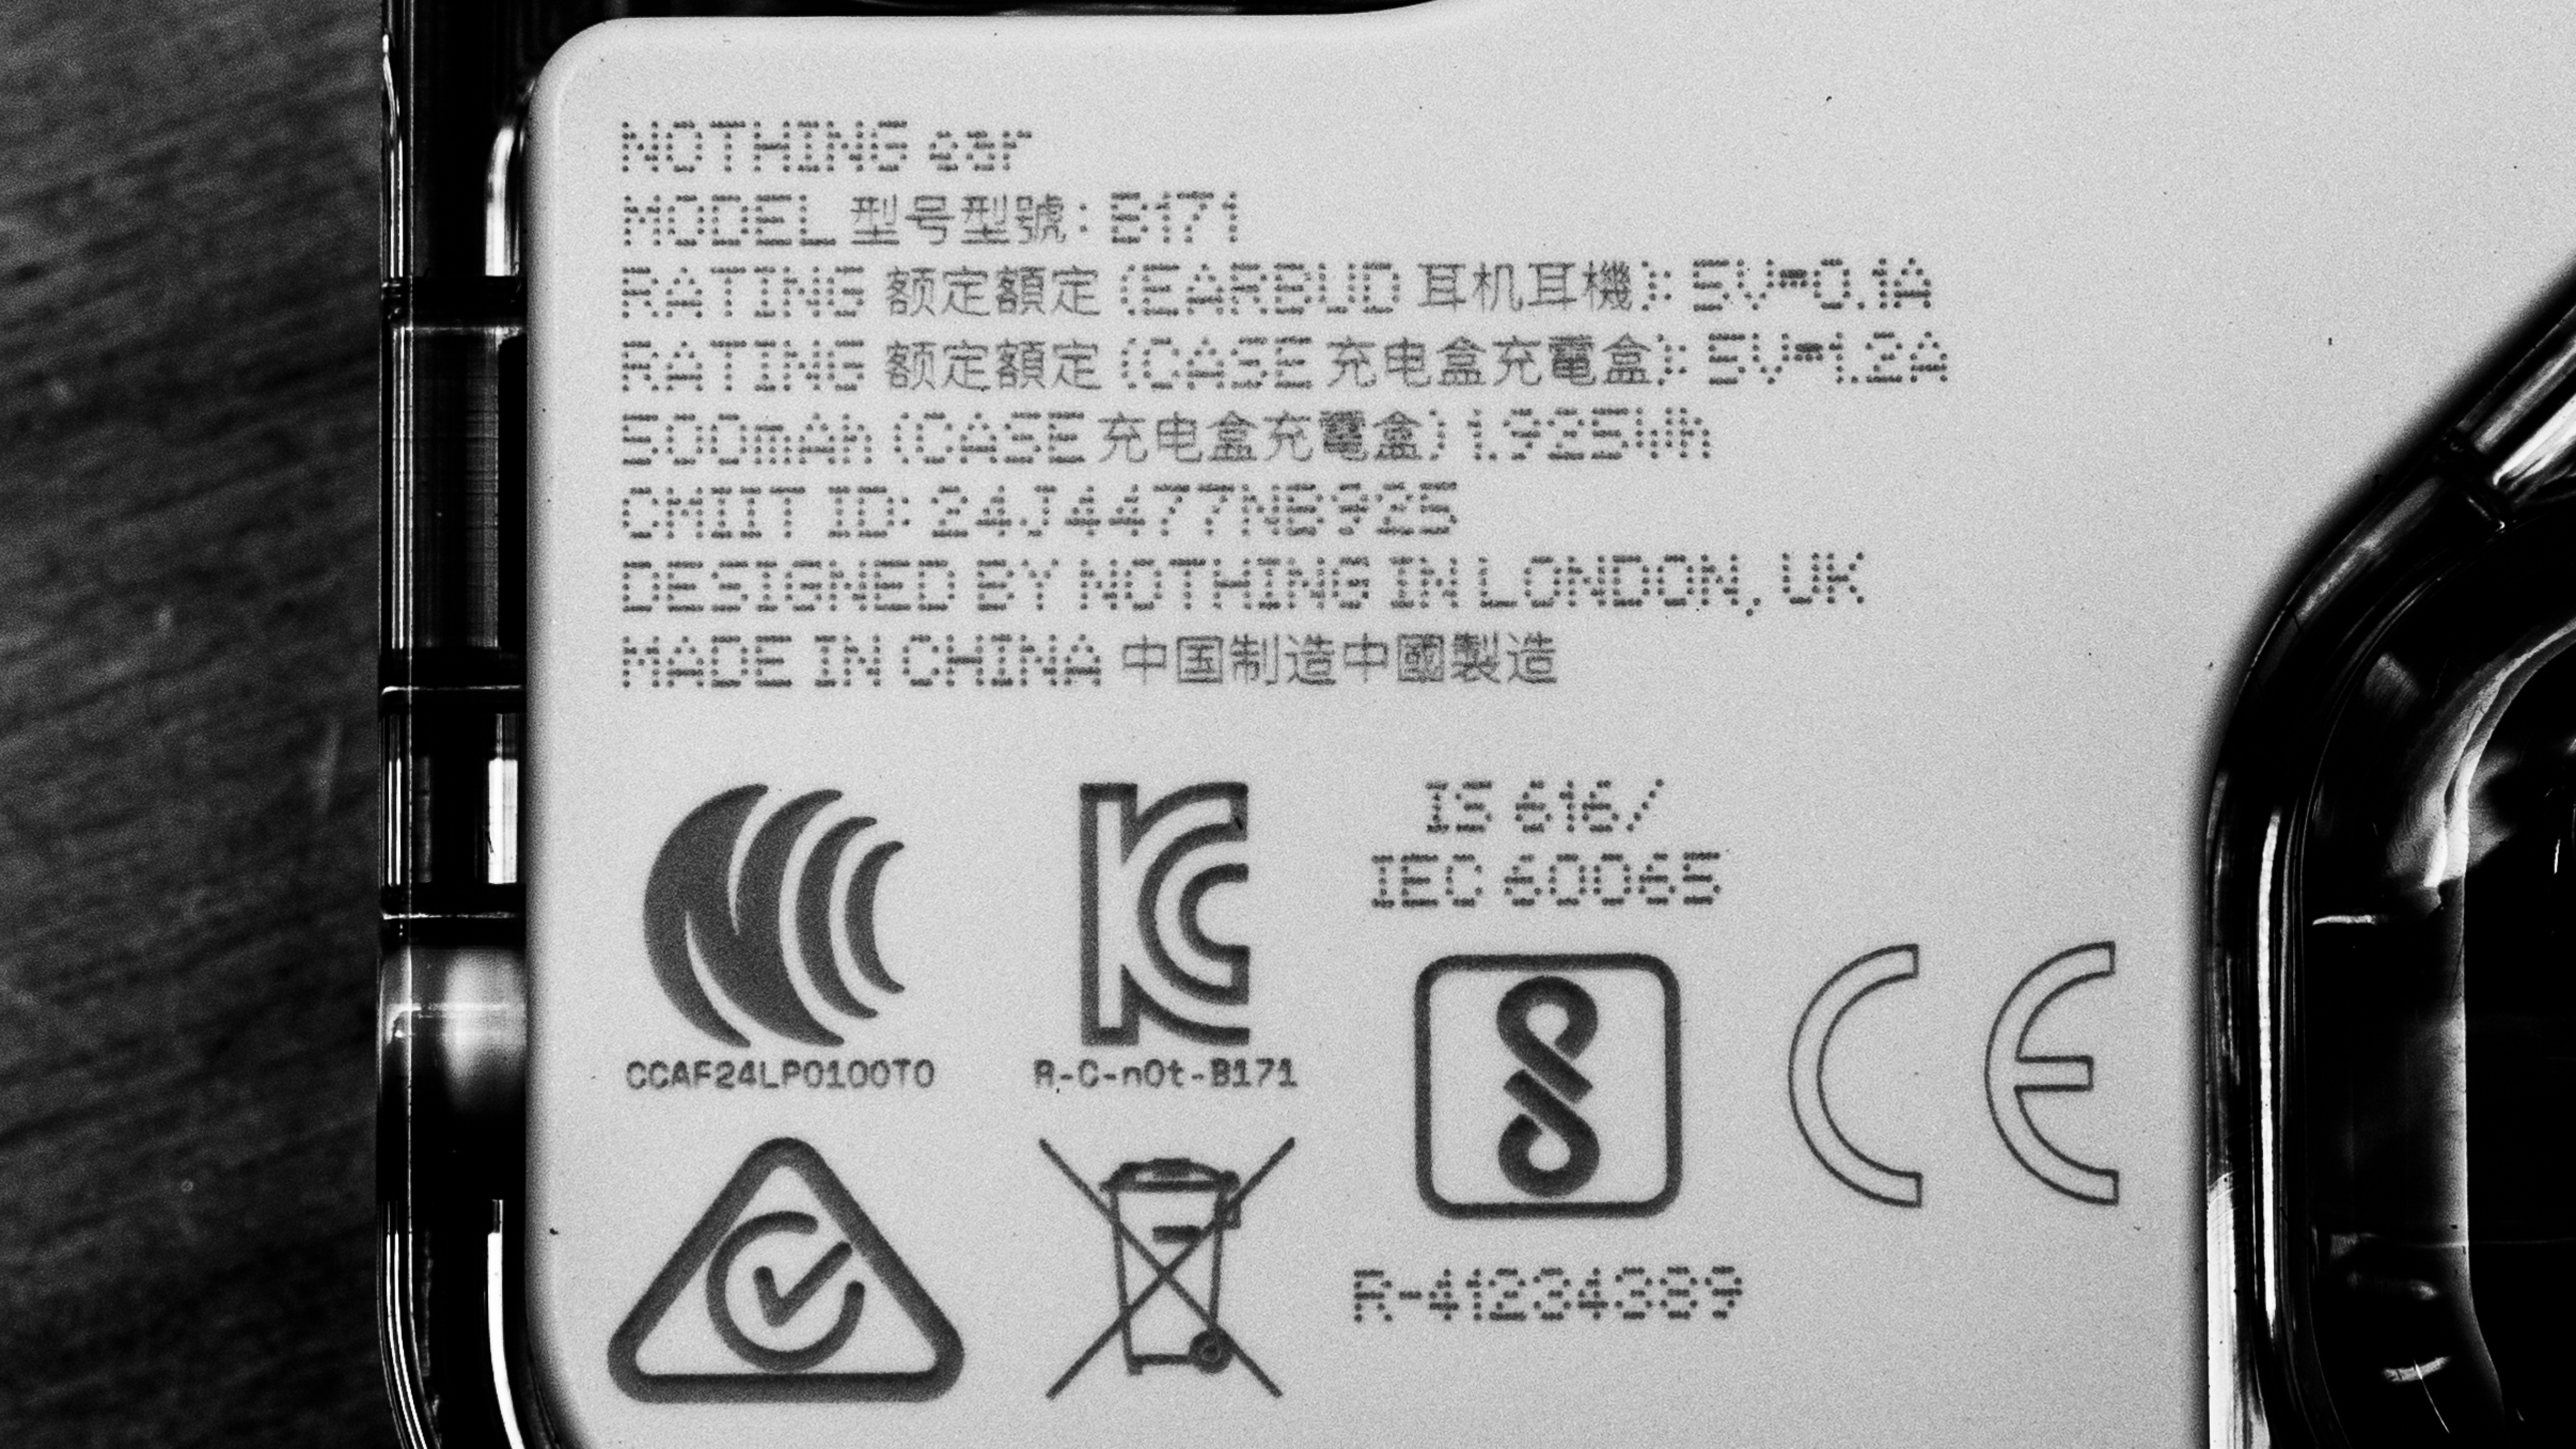 NOTHING ear
MODEL 型号型號: B171
RATING 额定額定 (EARBUD 耳机耳機): 5V⎓0.1A
RATING 额定額定 (CASE 充电盒充電盒): 5V⎓1.2A
500mAh (CASE 充电盒充電盒) 1.925Wh
CMIIT ID: 24J4477NB925
DESIGNED BY NOTHING IN LONDON, UK
MADE IN CHINA 中国制造中國製造
IS 616/
IEC 60065
CE
CCAF24LP0100T0
R-C-n0t-B171
R-41234389